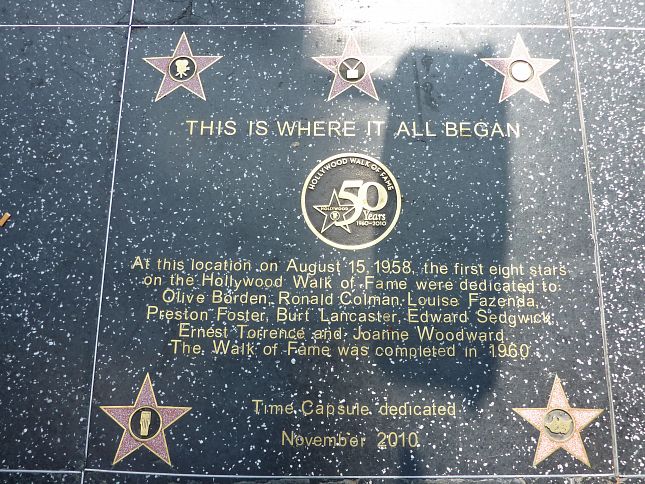 THIS IS WHERE IT ALL BEGAN
HOLLYWOOD WALK OF FAME
50
HOLLYWOOD
Years
1960-2010
At this location on August 15, 1958, the first eight stars
on the Hollywood Walk of Fame were dedicated to:
Olive Borden, Ronald Colman, Louise Fazenda,
Preston Foster, Burt Lancaster, Edward Sedgwick,
Ernest Torrence and Joanne Woodward.
The Walk of Fame was completed in 1960.
Time Capsule dedicated
November 2010.